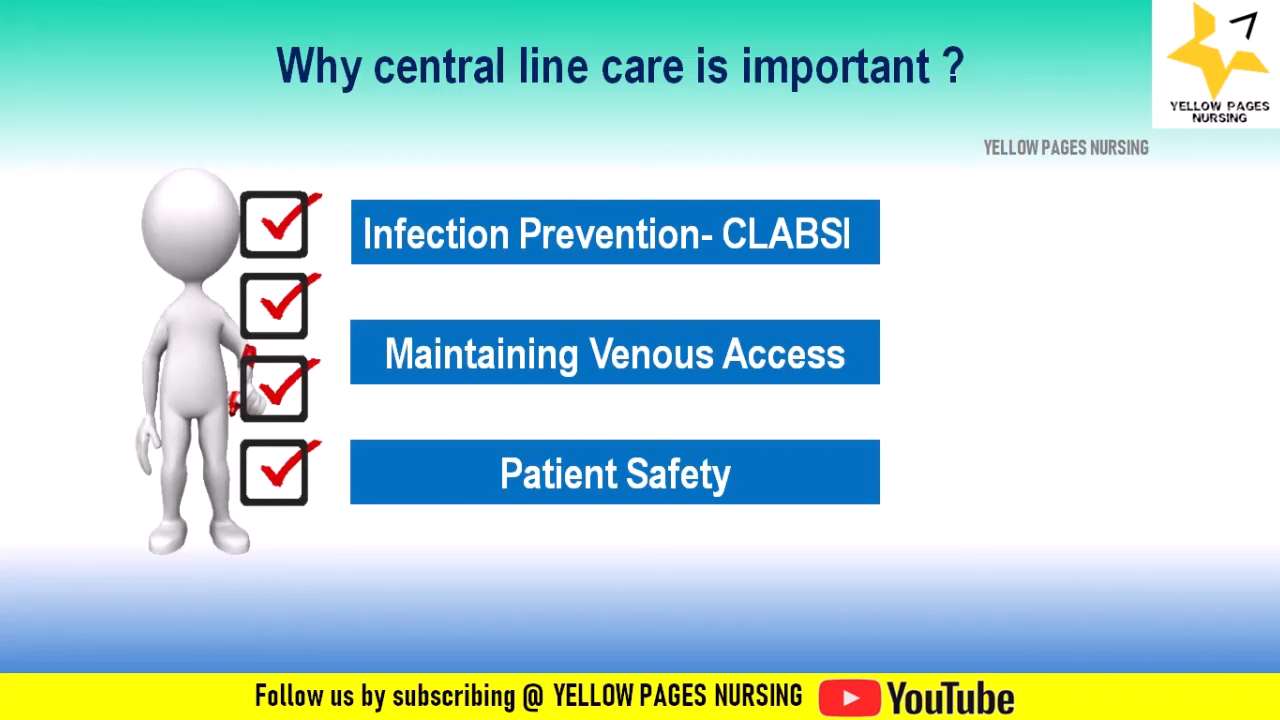 Why central line care is important ?
YELLOW PAGES
NURSING
YELLOW PAGES NURSING
Infection Prevention- CLABSI
Maintaining Venous Access
Patient Safety
Follow us by subscribing @ YELLOW PAGES NURSING YouTube